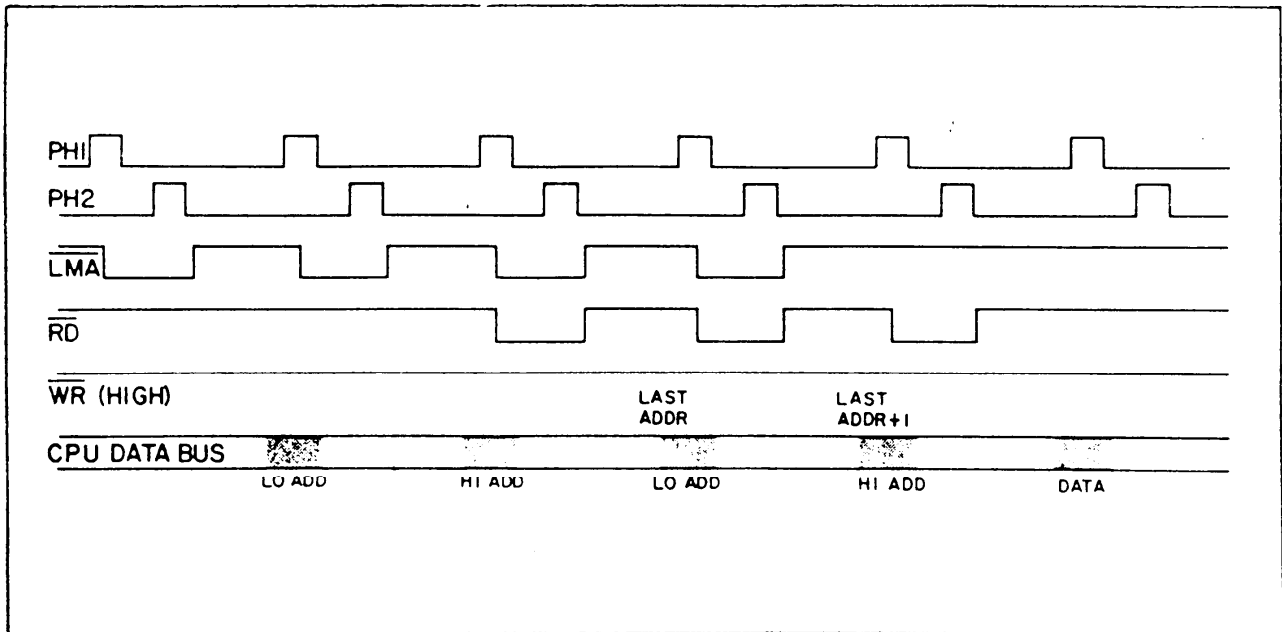 PH1
PH2
LMA
RD
WR (HIGH)
LAST
ADDR
LAST
ADDR+1
CPU DATA BUS
LO ADD
HI ADD
LO ADD
HI ADD
DATA